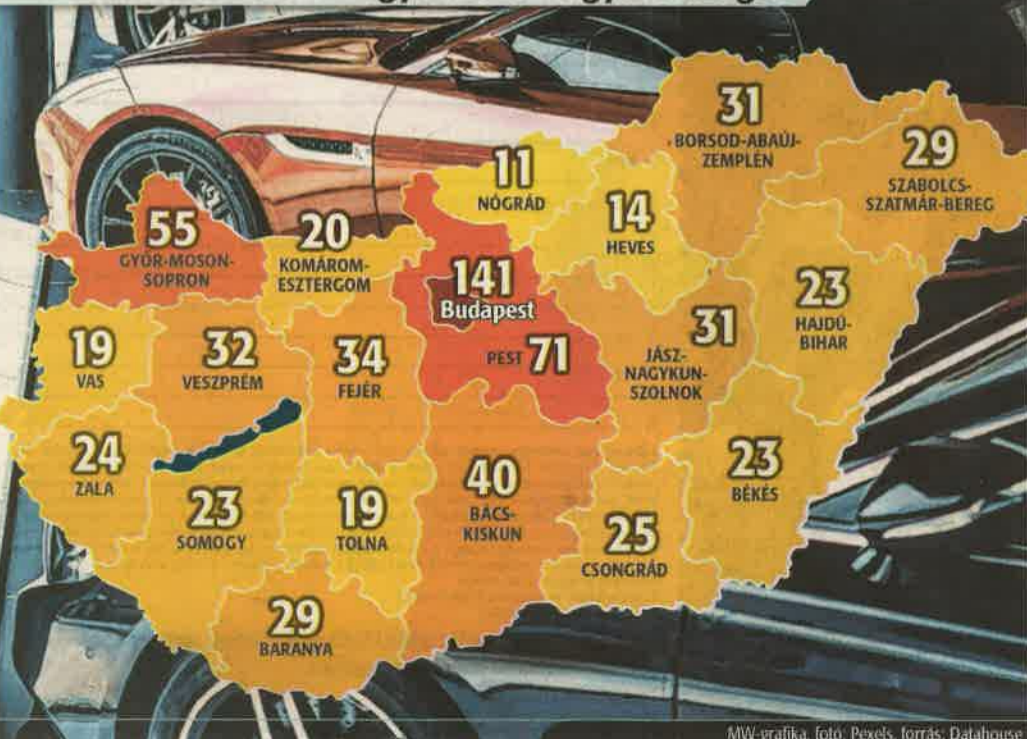 31
BORSOD-ABAÚJ-
ZEMPLÉN
29
SZABOLCS-
SZATMÁR-BEREG
11
NÓGRÁD
14
HEVES
55
GYŐR-MOSON-
SOPRON
20
KOMÁROM-
ESZTERGOM
141
Budapest
PEST 71
23
HAJDÚ-
BIHAR
19
VAS
32
VESZPRÉM
34
FEJÉR
31
JÁSZ-
NAGYKUN-
SZOLNOK
24
ZALA
23
SOMOGY
19
TOLNA
40
BÁCS-
KISKUN
25
CSONGRÁD
23
BÉKÉS
29
BARANYA
MW-grafika, fotó: Pexels, forrás: Datahouse